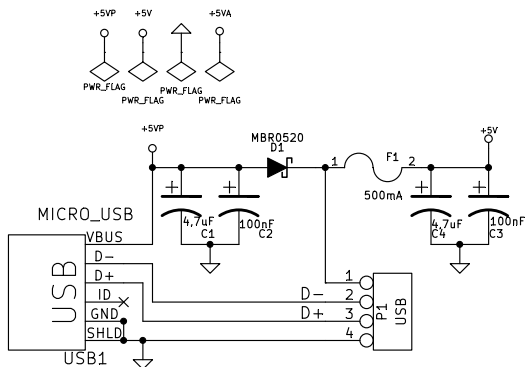 +5VP
+5V
+5VA
PWR_FLAG
PWR_FLAG
PWR_FLAG
PWR_FLAG
+5VP
MBR0520
D1
1
F1
2
+5V
500mA
4,7uF
C1
100nF
C2
4,7uF
C4
100nF
C3
MICRO_USB
VBUS
D-
D+
ID
GND
SHLD
USB
USB1
D-
D+
1
2
3
4
P1
USB